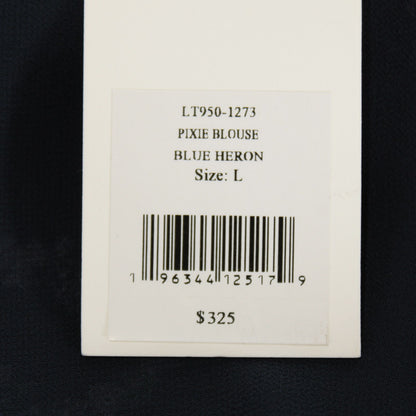 LT950-1273
PIXIE BLOUSE
BLUE HERON
Size: L
1 96344 12517 9
$325